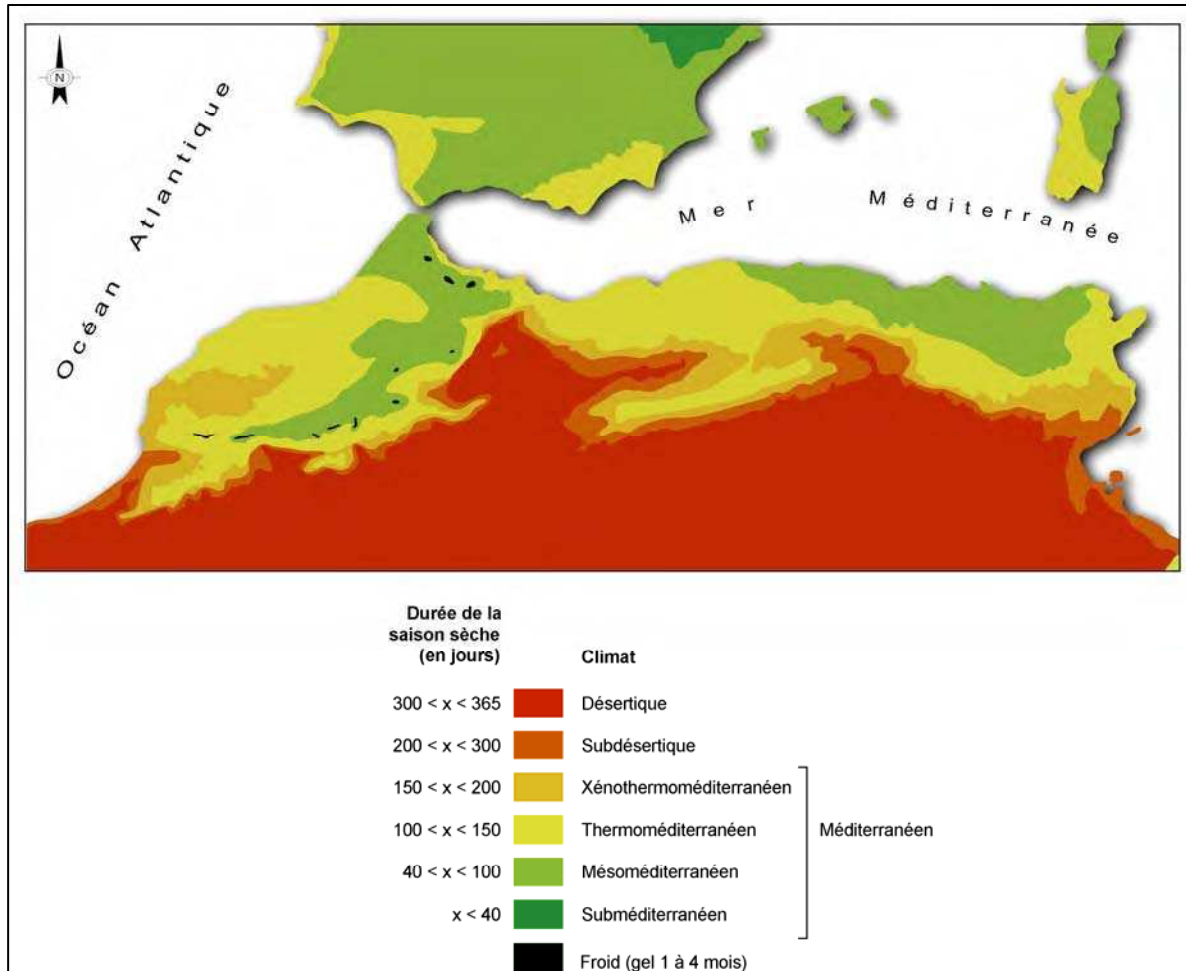 N
Océan Atlantique
Mer Méditerranée
Durée de la
saison sèche
(en jours)
Climat
300 < x < 365 Désertique
200 < x < 300 Subdésertique
150 < x < 200 Xénothermoméditerranéen
100 < x < 150 Thermoméditerranéen
Méditerranéen
40 < x < 100 Mésoméditerranéen
x < 40 Subméditerranéen
Froid (gel 1 à 4 mois)